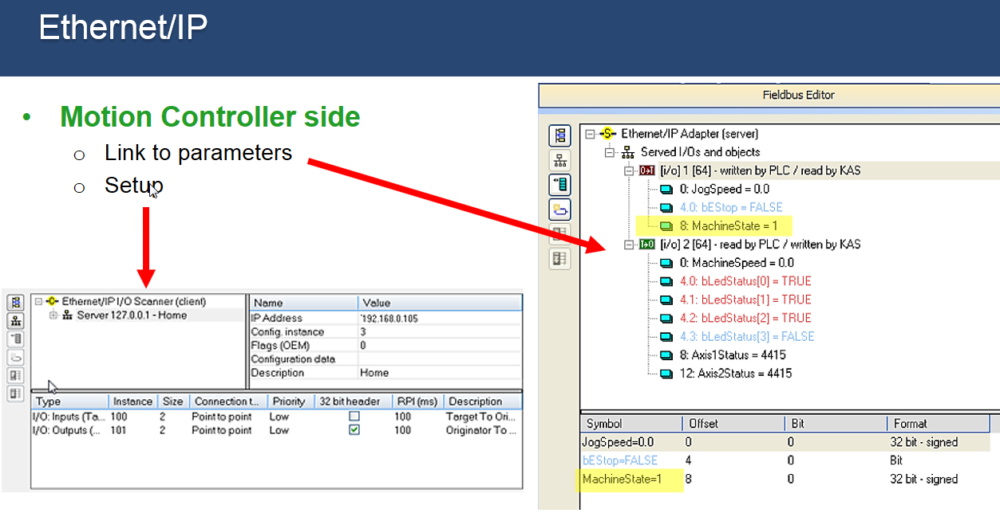 Ethernet/IP
• Motion Controller side
o Link to parameters
o Setup
Fieldbus Editor
Ethernet/IP Adapter (server)
Served I/Os and objects
[i/o] 1 [64] - written by PLC / read by KAS
0: JogSpeed = 0.0
4.0: bEStop = FALSE
8: MachineState = 1
[i/o] 2 [64] - read by PLC / written by KAS
0: MachineSpeed = 0.0
4.0: bLedStatus[0] = TRUE
4.1: bLedStatus[1] = TRUE
4.2: bLedStatus[2] = TRUE
4.3: bLedStatus[3] = FALSE
8: Axis1Status = 4415
12: Axis2Status = 4415
Symbol Offset Bit Format
JogSpeed=0.0 0 0 32 bit - signed
bEStop=FALSE 4 0 Bit
MachineState=1 8 0 32 bit - signed
Ethernet/IP I/O Scanner (client)
Server 127.0.0.1 - Home
Name Value
IP Address '192.168.0.105
Config. instance 3
Flags (OEM) 0
Configuration data
Description Home
Type Instance Size Connection t... Priority 32 bit header RPI (ms) Description
I/O: Inputs (Ta... 100 2 Point to point Low 100 Target To Ori...
I/O: Outputs (... 101 2 Point to point Low 100 Originator To ...